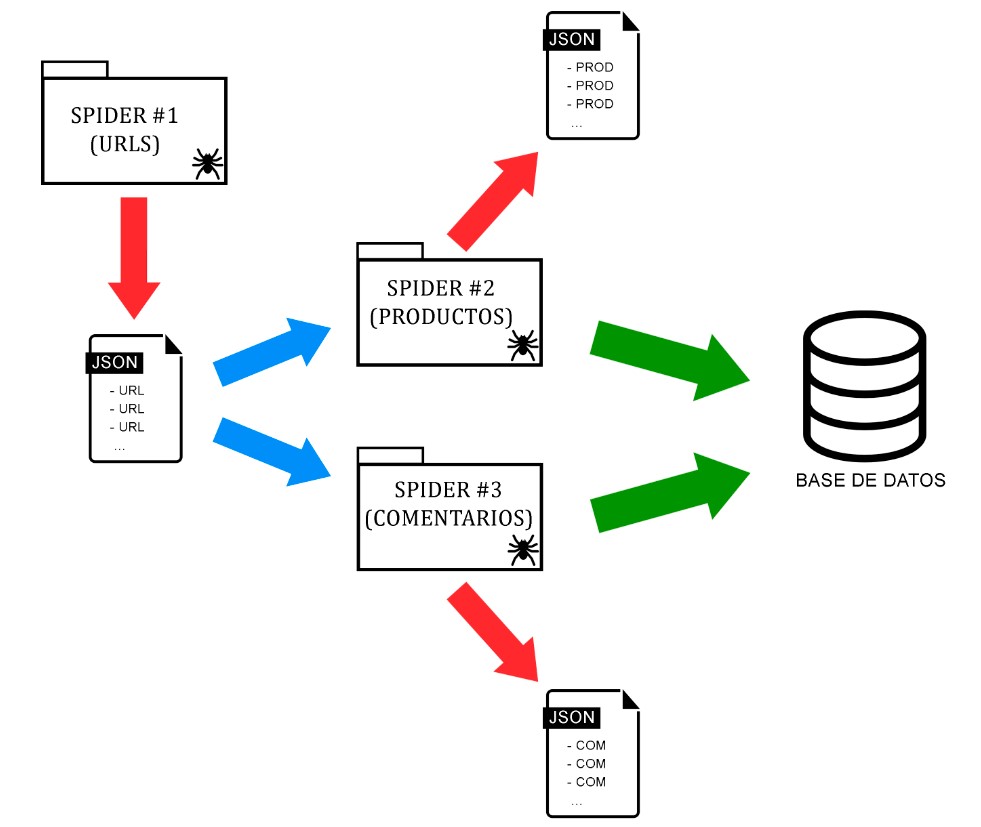 SPIDER #1
(URLS)
JSON
- URL
- URL
- URL
...
SPIDER #2
(PRODUCTOS)
JSON
- PROD
- PROD
- PROD
...
SPIDER #3
(COMENTARIOS)
JSON
- COM
- COM
- COM
...
BASE DE DATOS